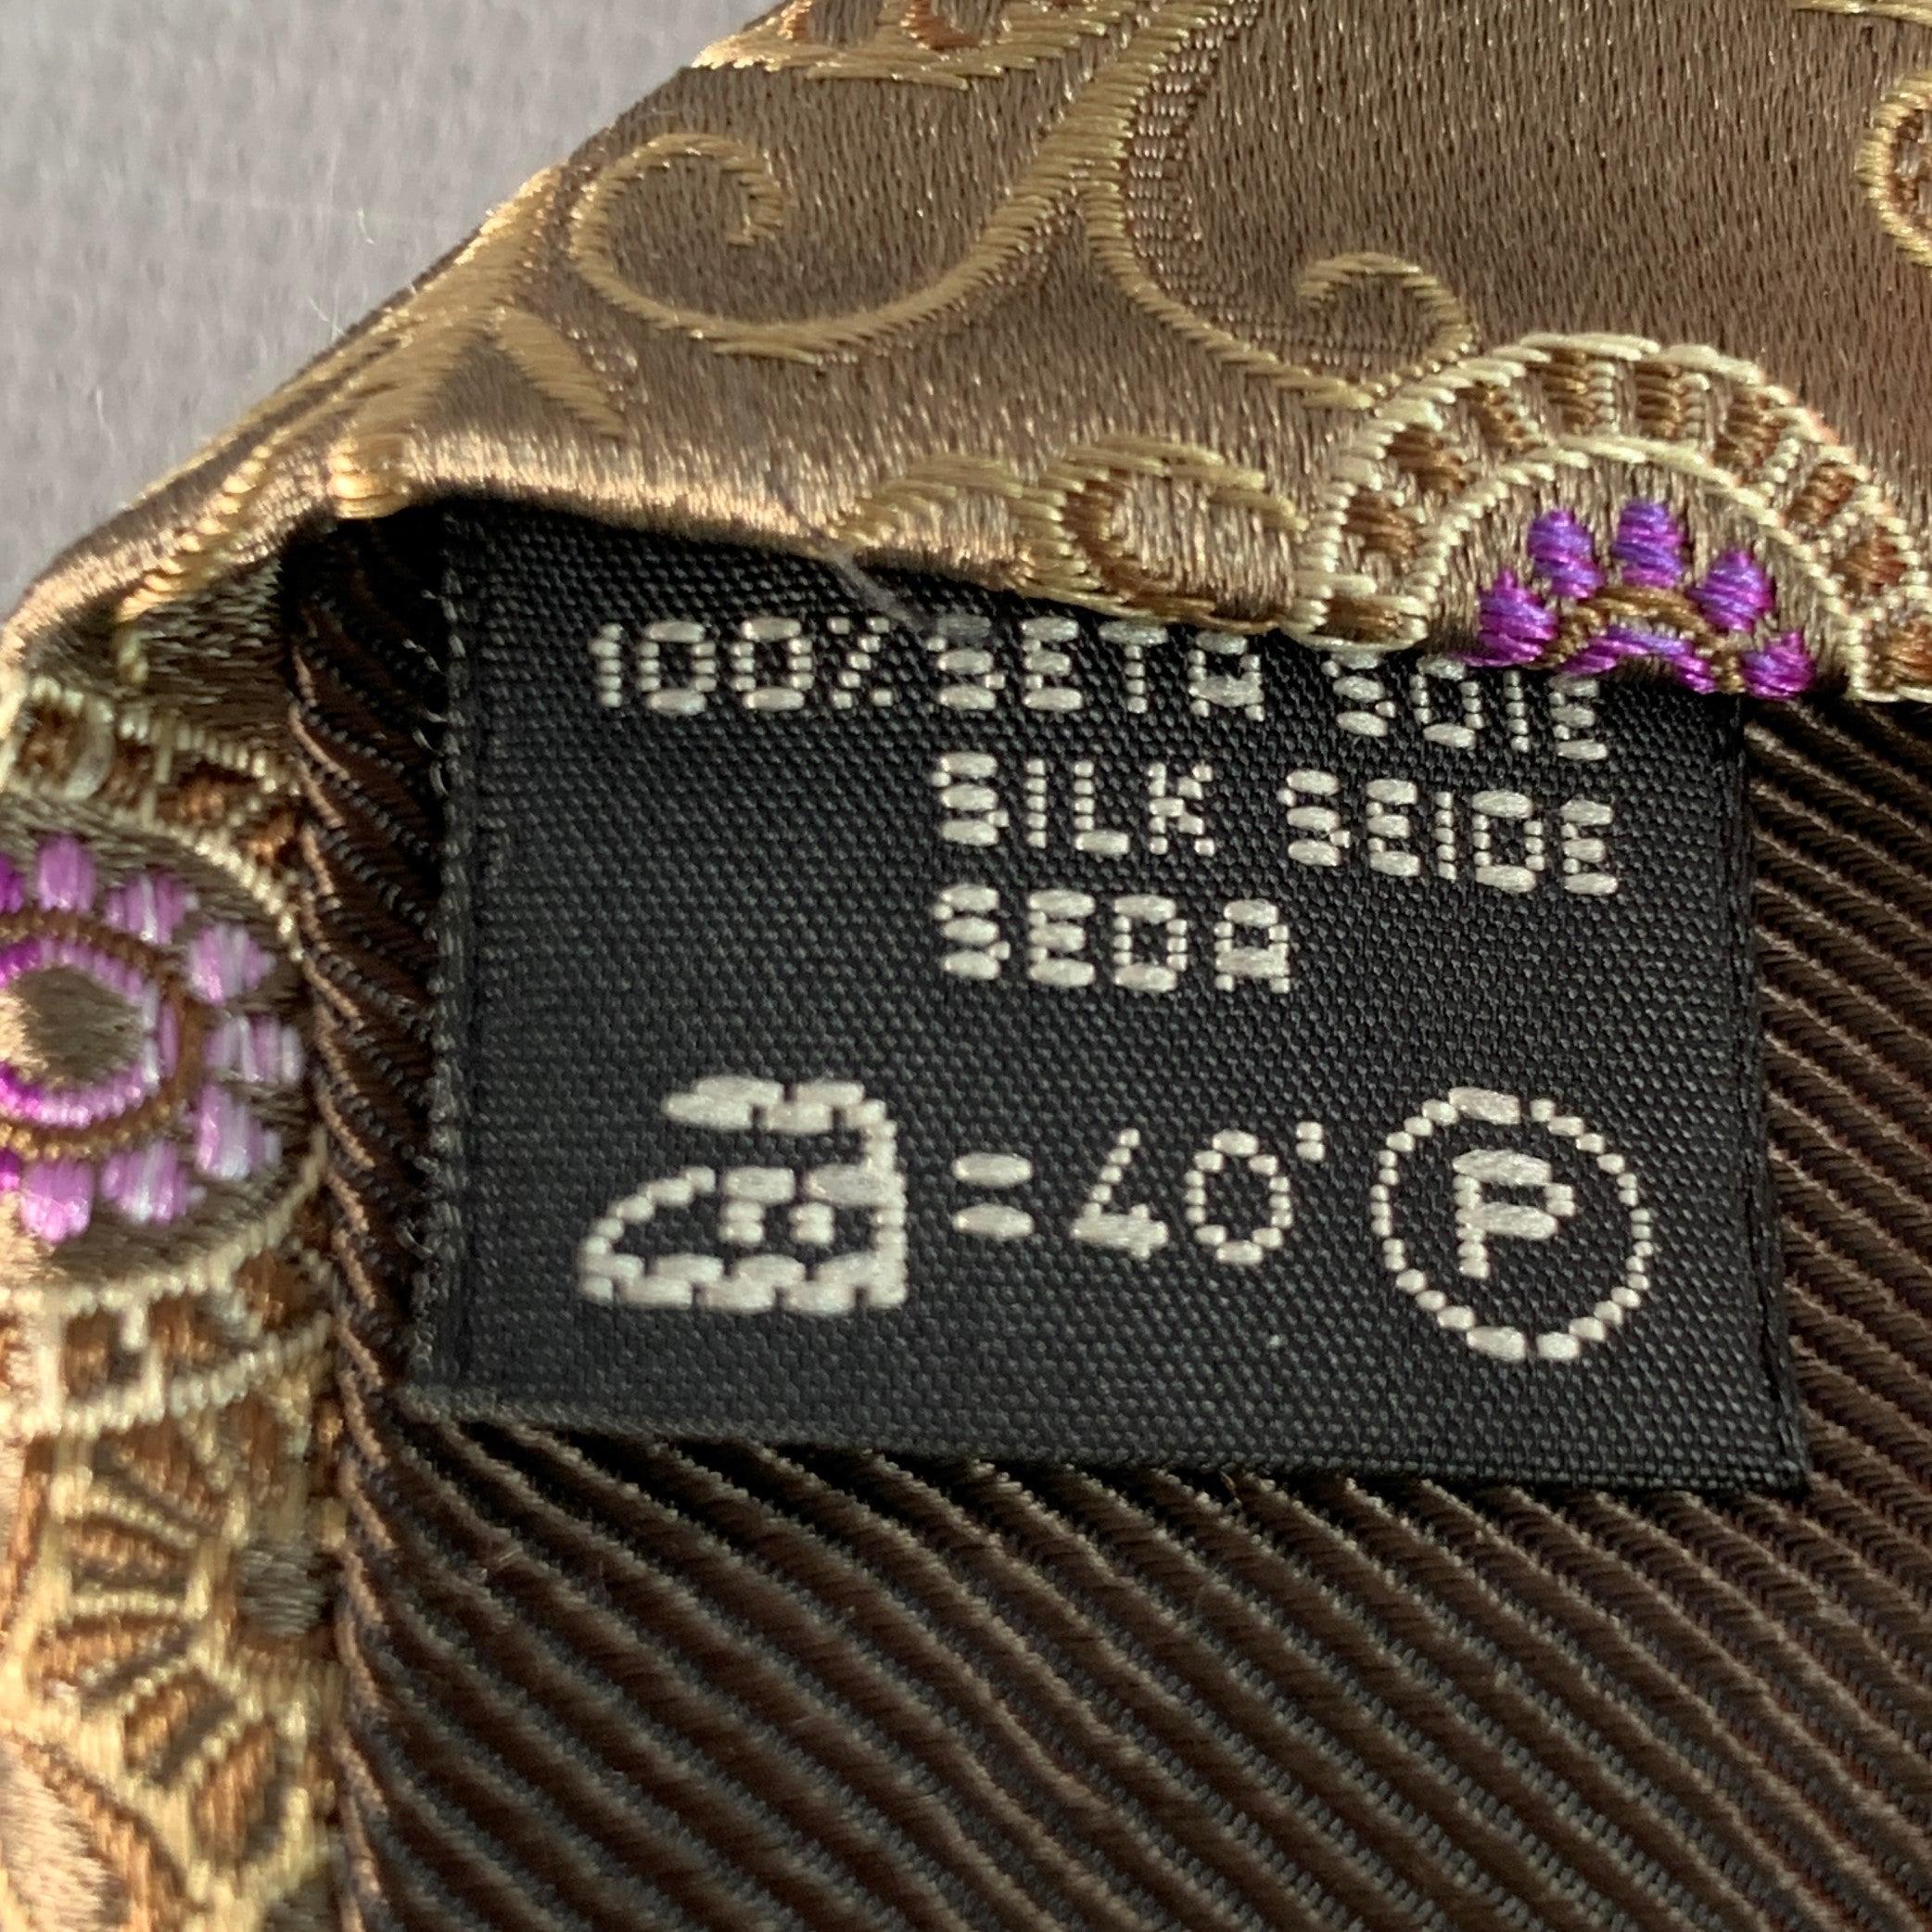 100% SETA SOIE
SILK SEIDE
SEDA
=40' P